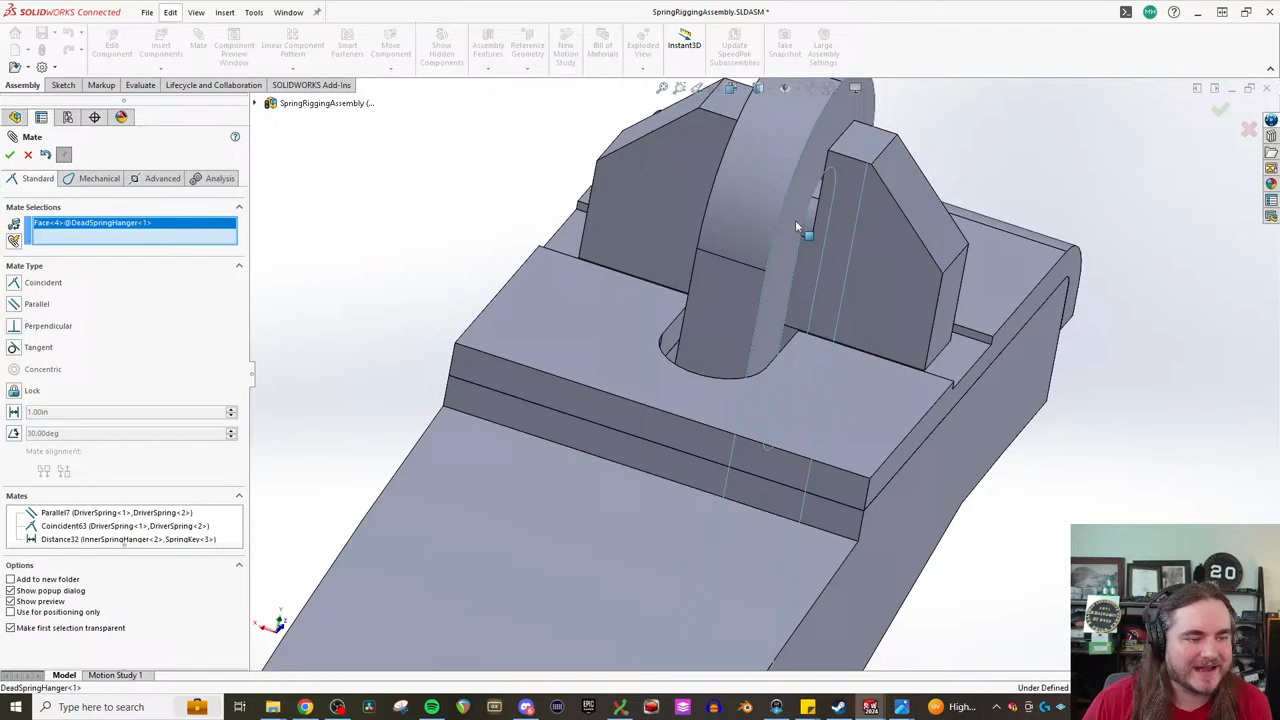 SOLIDWORKS Connected
File
Edit
View
Insert
Tools
Window
SpringRiggingAssembly.SLDASM *
MH
Edit Component
Insert Components
Mate
Component Preview Window
Linear Component Pattern
Smart Fasteners
Move Component
Show Hidden Components
Assembly Features
Reference Geometry
New Motion Study
Bill of Materials
Exploded View
Instant3D
Update SpeedPak Subassemblies
Take Snapshot
Large Assembly Settings
Assembly
Sketch
Markup
Evaluate
Lifecycle and Collaboration
SOLIDWORKS Add-Ins
SpringRiggingAssembly (...
Mate
Standard
Mechanical
Advanced
Analysis
Mate Selections
Face<4>@DeadSpringHanger<1>
Mate Type
Coincident
Parallel
Perpendicular
Tangent
Concentric
Lock
1.00in
30.00deg
Mate alignment:
Mates
Parallel7 (DriverSpring<1>,DriverSpring<2>)
Coincident63 (DriverSpring<1>,DriverSpring<2>)
Distance32 (InnerSpringHanger<2>,SpringKey<3>)
Options
Add to new folder
Show popup dialog
Show preview
Use for positioning only
Make first selection transparent
Y
X
Z
Model
Motion Study 1
DeadSpringHanger<1>
Under Defined
Type here to search
High...
20